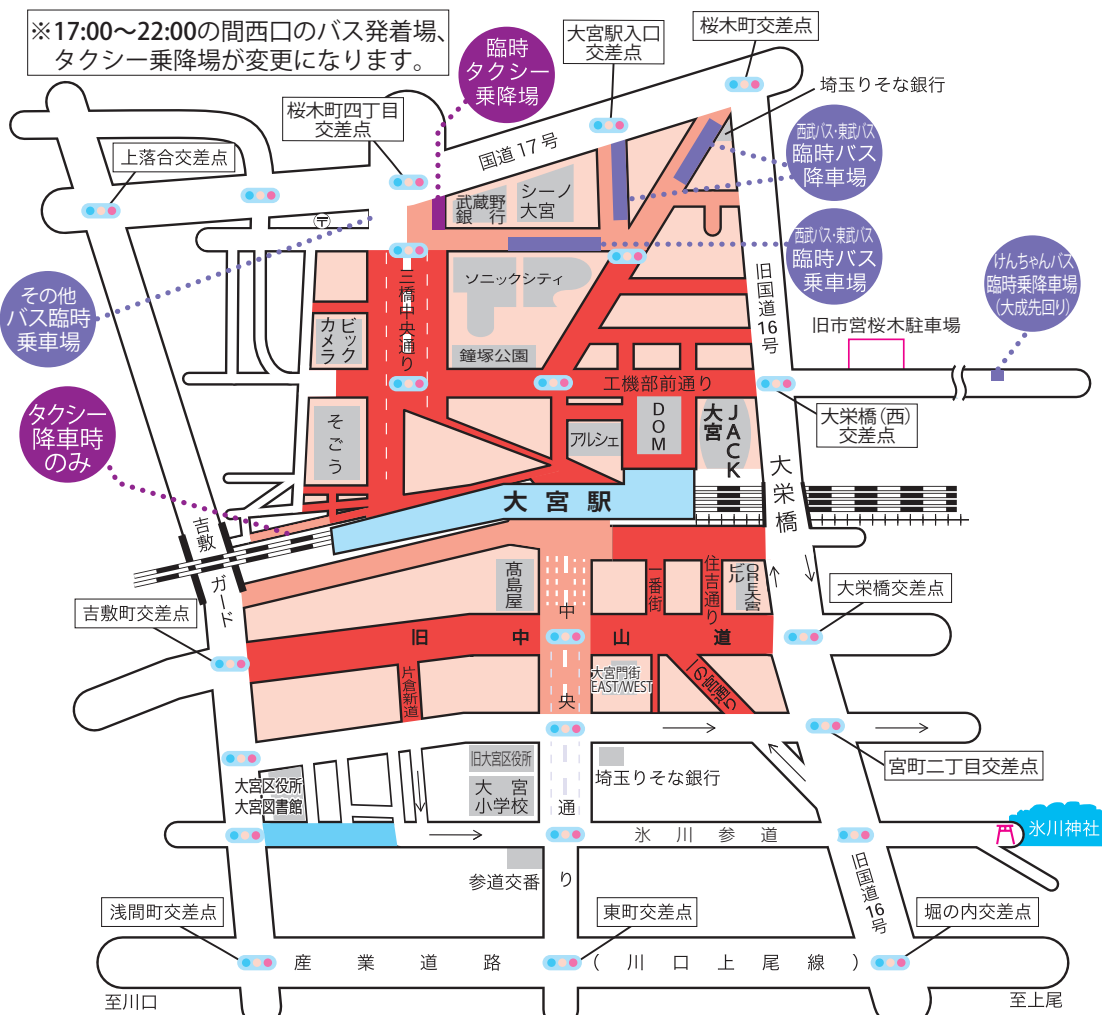 ※17:00〜22:00の間西口のバス発着場、
タクシー乗降場が変更になります。
臨時
タクシー
乗降場
大宮駅入口
交差点
桜木町交差点
埼玉りそな銀行
桜木町四丁目
交差点
上落合交差点
国道17号
西武バス・東武バス
臨時バス
降車場
武蔵野
銀行
シーノ
大宮
〒
西武バス・東武バス
臨時バス
乗車場
けんちゃんバス
臨時乗降車場
(大成先回り)
その他
バス臨時
乗車場
三橋中央通り
ソニックシティ
旧国道16号
旧市営桜木駐車場
ビック
カメラ
鐘塚公園
工機部前通り
タクシー
降車時
のみ
そごう
アルシェ
DOM
JACK
大宮
大栄橋(西)
交差点
大宮駅
大栄橋
吉敷
ガード
髙島屋
一番街
住吉通り
ORE大宮
ビル
大栄橋交差点
吉敷町交差点
旧中山道
中央通り
片倉新道
大宮門街
EAST/WEST
一の宮通り
宮町二丁目交差点
旧大宮区役所
大宮
小学校
埼玉りそな銀行
大宮区役所
大宮図書館
氷川参道
氷川神社
参道交番
旧国道16号
浅間町交差点
東町交差点
堀の内交差点
産業道路(川口上尾線)
至川口
至上尾